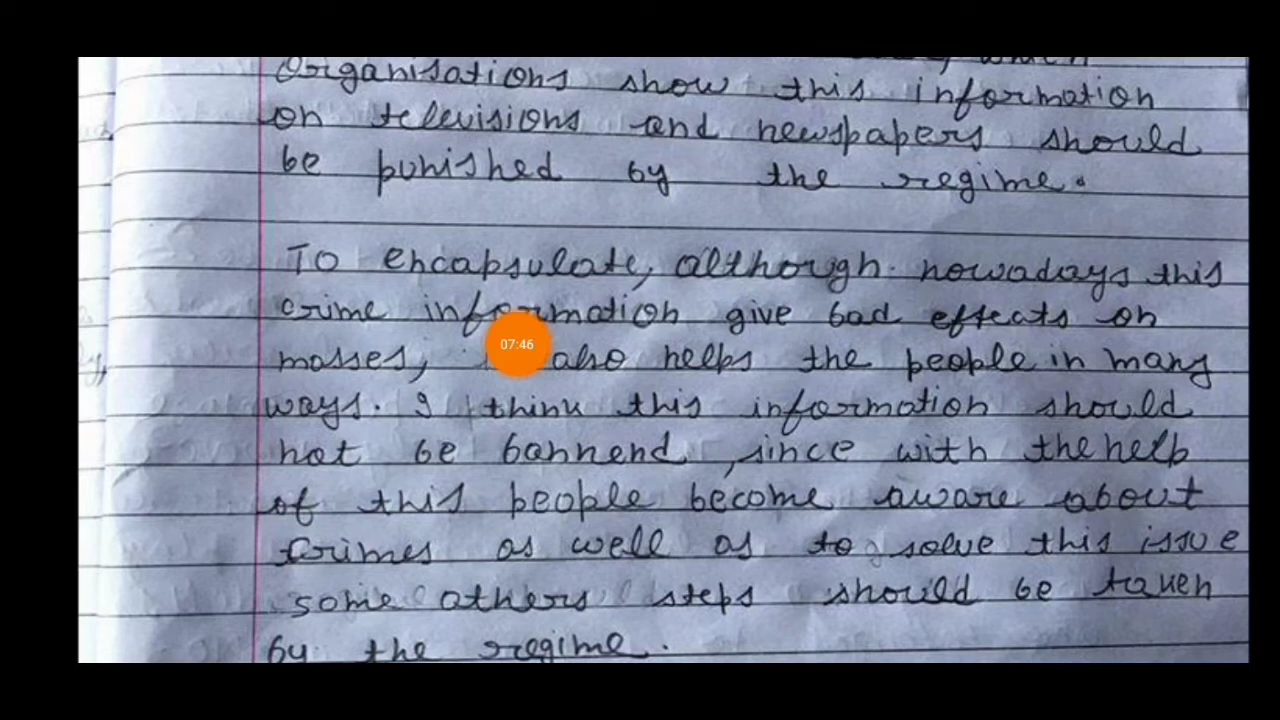 which
Organisations show this information
on televisions and newspapers should
be punished by the regime.
To encapsulate, although nowadays this
crime information give bad effects on
masses, also helps the people in many
ways. I think this information should
not be bannend, since with the help
of this people become aware about
crimes as well as to solve this issue
some others steps should be taken
by the regime.
07:46